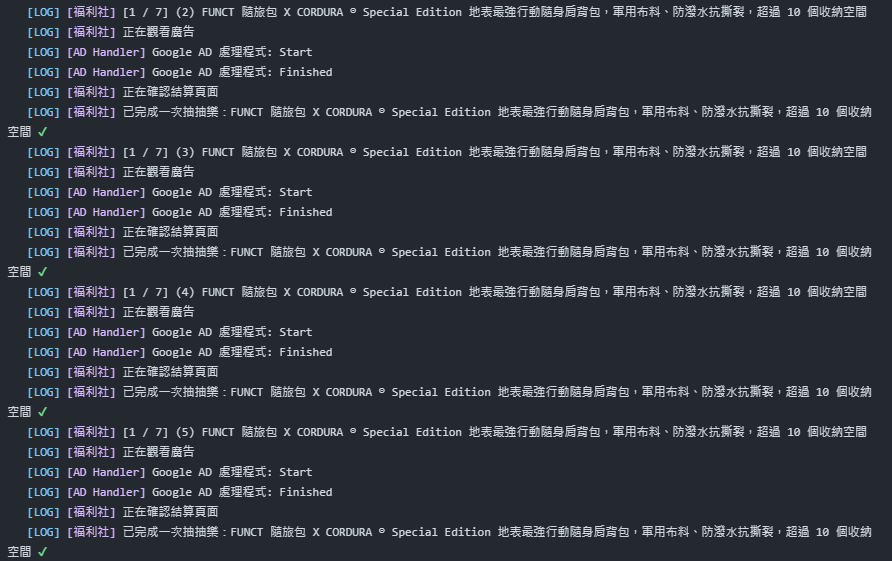 [LOG] [福利社] [1 / 7] (2) FUNCT 隨旅包 X CORDURA ® Special Edition 地表最強行動隨身肩背包，軍用布料、防潑水抗撕裂，超過 10 個收納空間
[LOG] [福利社] 正在觀看廣告
[LOG] [AD Handler] Google AD 處理程式: Start
[LOG] [AD Handler] Google AD 處理程式: Finished
[LOG] [福利社] 正在確認結算頁面
[LOG] [福利社] 已完成一次抽抽樂：FUNCT 隨旅包 X CORDURA ® Special Edition 地表最強行動隨身肩背包，軍用布料、防潑水抗撕裂，超過 10 個收納
空間 ✓
[LOG] [福利社] [1 / 7] (3) FUNCT 隨旅包 X CORDURA ® Special Edition 地表最強行動隨身肩背包，軍用布料、防潑水抗撕裂，超過 10 個收納空間
[LOG] [福利社] 正在觀看廣告
[LOG] [AD Handler] Google AD 處理程式: Start
[LOG] [AD Handler] Google AD 處理程式: Finished
[LOG] [福利社] 正在確認結算頁面
[LOG] [福利社] 已完成一次抽抽樂：FUNCT 隨旅包 X CORDURA ® Special Edition 地表最強行動隨身肩背包，軍用布料、防潑水抗撕裂，超過 10 個收納
空間 ✓
[LOG] [福利社] [1 / 7] (4) FUNCT 隨旅包 X CORDURA ® Special Edition 地表最強行動隨身肩背包，軍用布料、防潑水抗撕裂，超過 10 個收納空間
[LOG] [福利社] 正在觀看廣告
[LOG] [AD Handler] Google AD 處理程式: Start
[LOG] [AD Handler] Google AD 處理程式: Finished
[LOG] [福利社] 正在確認結算頁面
[LOG] [福利社] 已完成一次抽抽樂：FUNCT 隨旅包 X CORDURA ® Special Edition 地表最強行動隨身肩背包，軍用布料、防潑水抗撕裂，超過 10 個收納
空間 ✓
[LOG] [福利社] [1 / 7] (5) FUNCT 隨旅包 X CORDURA ® Special Edition 地表最強行動隨身肩背包，軍用布料、防潑水抗撕裂，超過 10 個收納空間
[LOG] [福利社] 正在觀看廣告
[LOG] [AD Handler] Google AD 處理程式: Start
[LOG] [AD Handler] Google AD 處理程式: Finished
[LOG] [福利社] 正在確認結算頁面
[LOG] [福利社] 已完成一次抽抽樂：FUNCT 隨旅包 X CORDURA ® Special Edition 地表最強行動隨身肩背包，軍用布料、防潑水抗撕裂，超過 10 個收納
空間 ✓